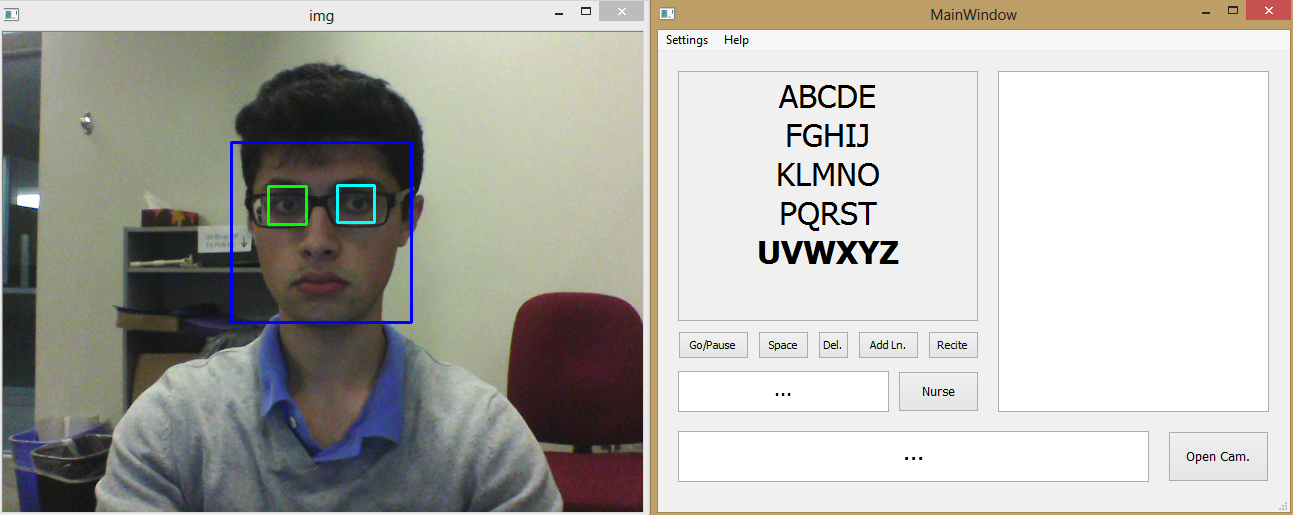 img
MainWindow
Settings Help
ABCDE
FGHIJ
KLMNO
PQRST
UVWXYZ
Go/Pause Space Del. Add Ln. Recite
... Nurse
... Open Cam.